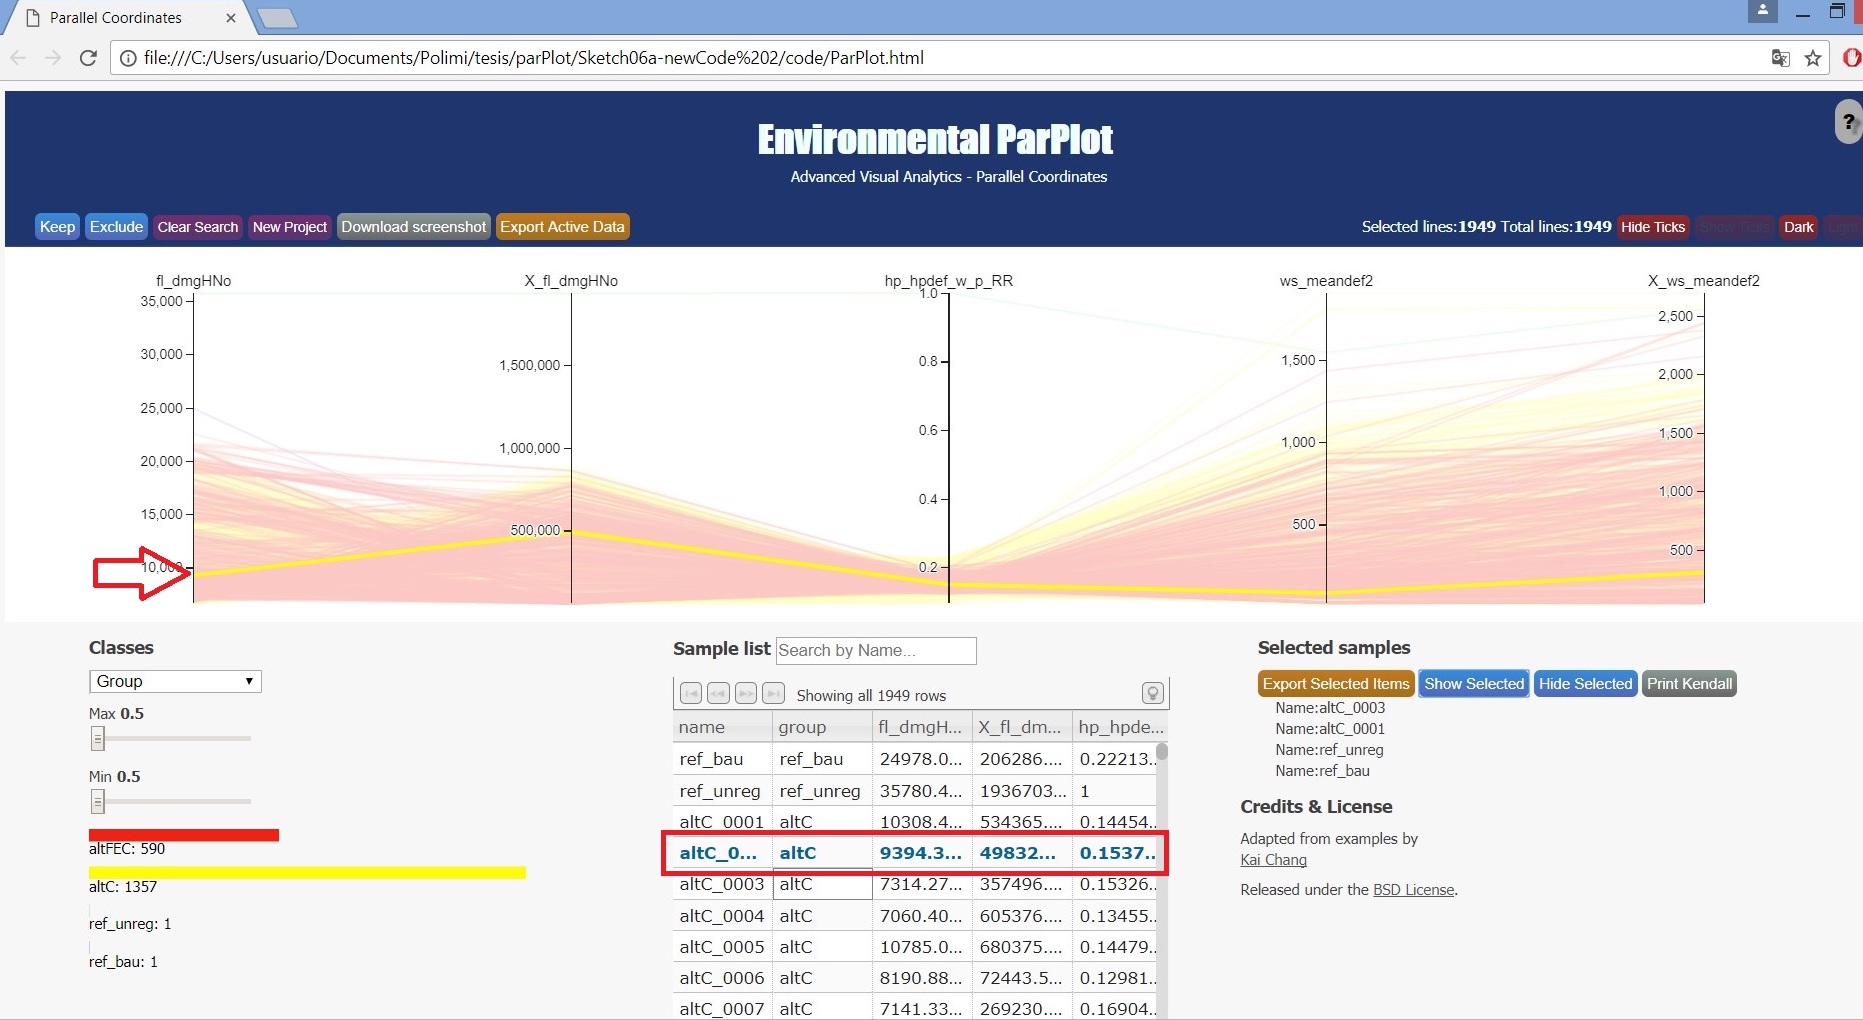 Parallel Coordinates
file:///C:/Users/usuario/Documents/Polimi/tesis/parPlot/Sketch06a-newCode%202/code/ParPlot.html
?
Environmental ParPlot
Advanced Visual Analytics - Parallel Coordinates
Keep Exclude Clear Search New Project Download screenshot Export Active Data Selected lines:1949 Total lines:1949 Hide Ticks Show Ticks Dark Light
fl_dmgHNo X_fl_dmgHNo hp_hpdef_w_p_RR ws_meandef2 X_ws_meandef2
35,000
30,000
25,000
20,000
15,000
10,000
1,500,000
1,000,000
500,000
1.0
0.8
0.6
0.4
0.2
1,500
1,000
500
2,500
2,000
1,500
1,000
500
Classes
Group
Max 0.5
Min 0.5
altFEC: 590
altC: 1357
ref_unreg: 1
ref_bau: 1
Sample list Search by Name...
Showing all 1949 rows
name group fl_dmgH... X_fl_dm... hp_hpde...
ref_bau ref_bau 24978.0... 206286.... 0.22213..
ref_unreg ref_unreg 35780.4... 1936703... 1
altC_0001 altC 10308.4... 534365.... 0.14454..
altC_0... altC 9394.3... 49832... 0.1537..
altC_0003 altC 7314.27... 357496.... 0.15326..
altC_0004 altC 7060.40... 605376.... 0.13455..
altC_0005 altC 10785.0... 680375.... 0.14479..
altC_0006 altC 8190.88... 72443.5... 0.12981..
altC_0007 altC 7141.33... 269230.... 0.16904..
Selected samples
Export Selected Items Show Selected Hide Selected Print Kendall
Name:altC_0003
Name:altC_0001
Name:ref_unreg
Name:ref_bau
Credits & License
Adapted from examples by
Kai Chang
Released under the BSD License.